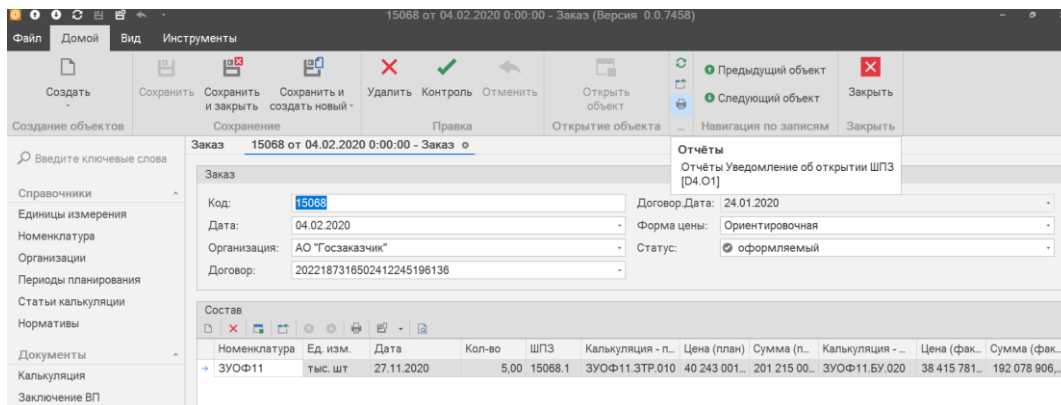 15068 от 04.02.2020 0:00:00 - Заказ (Версия 0.0.7458)
Файл Домой Вид Инструменты
Создать Сохранить Сохранить и закрыть Сохранить и создать новый Удалить Контроль Отменить Открыть объект Предыдущий объект Следующий объект Закрыть
Создание объектов Сохранение Правка Открытие объекта ... Навигация по записям Закрыть
Введите ключевые слова
Справочники
Единицы измерения
Номенклатура
Организации
Периоды планирования
Статьи калькуляции
Нормативы
Документы
Калькуляция
Заключение ВП
Заказ 15068 от 04.02.2020 0:00:00 - Заказ
Отчёты
Отчёты Уведомление об открытии ШПЗ
[D4.O1]
Заказ
Код: 15068 Договор.Дата: 24.01.2020
Дата: 04.02.2020 Форма цены: Ориентировочная
Организация: АО "Госзаказчик" Статус: оформляемый
Договор: 2022187316502412245196136
Состав
Номенклатура Ед. изм. Дата Кол-во ШПЗ Калькуляция - п... Цена (план) Сумма (п... Калькуляция - ... Цена (фак... Сумма (фак...
ЗУОФ11 тыс. шт 27.11.2020 5,00 15068.1 ЗУОФ11.ЗТР.010 40 243 001... 201 215 00... ЗУОФ11.БУ.020 38 415 781... 192 078 906,...